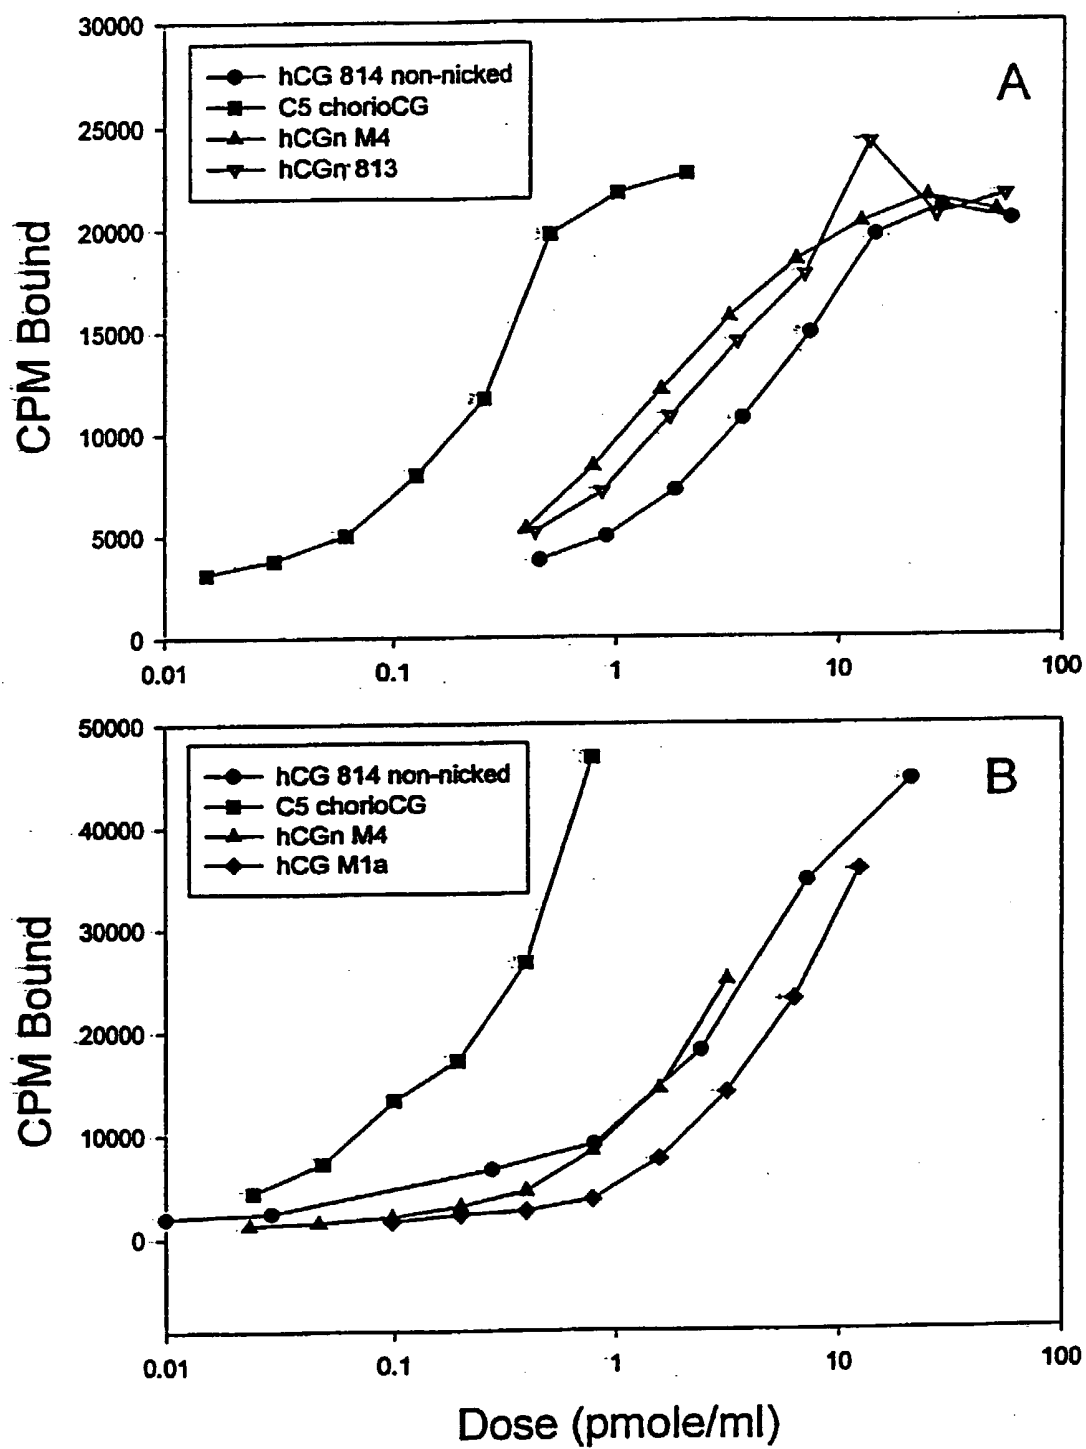 30000
25000
20000
15000
10000
5000
0
CPM Bound
hCG 814 non-nicked
C5 chorioCG
hCGn M4
hCGn 813
A
0.01
0.1
1
10
100
50000
40000
30000
20000
10000
0
CPM Bound
hCG 814 non-nicked
C5 chorioCG
hCGn M4
hCG M1a
B
0.01
0.1
1
10
100
Dose (pmole/ml)